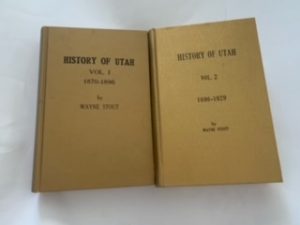 HISTORY OF UTAH
VOL. I
1870-1896
by
WAYNE STOUT
HISTORY OF UTAH
VOL. 2
1896-1929
by
WAYNE STOUT